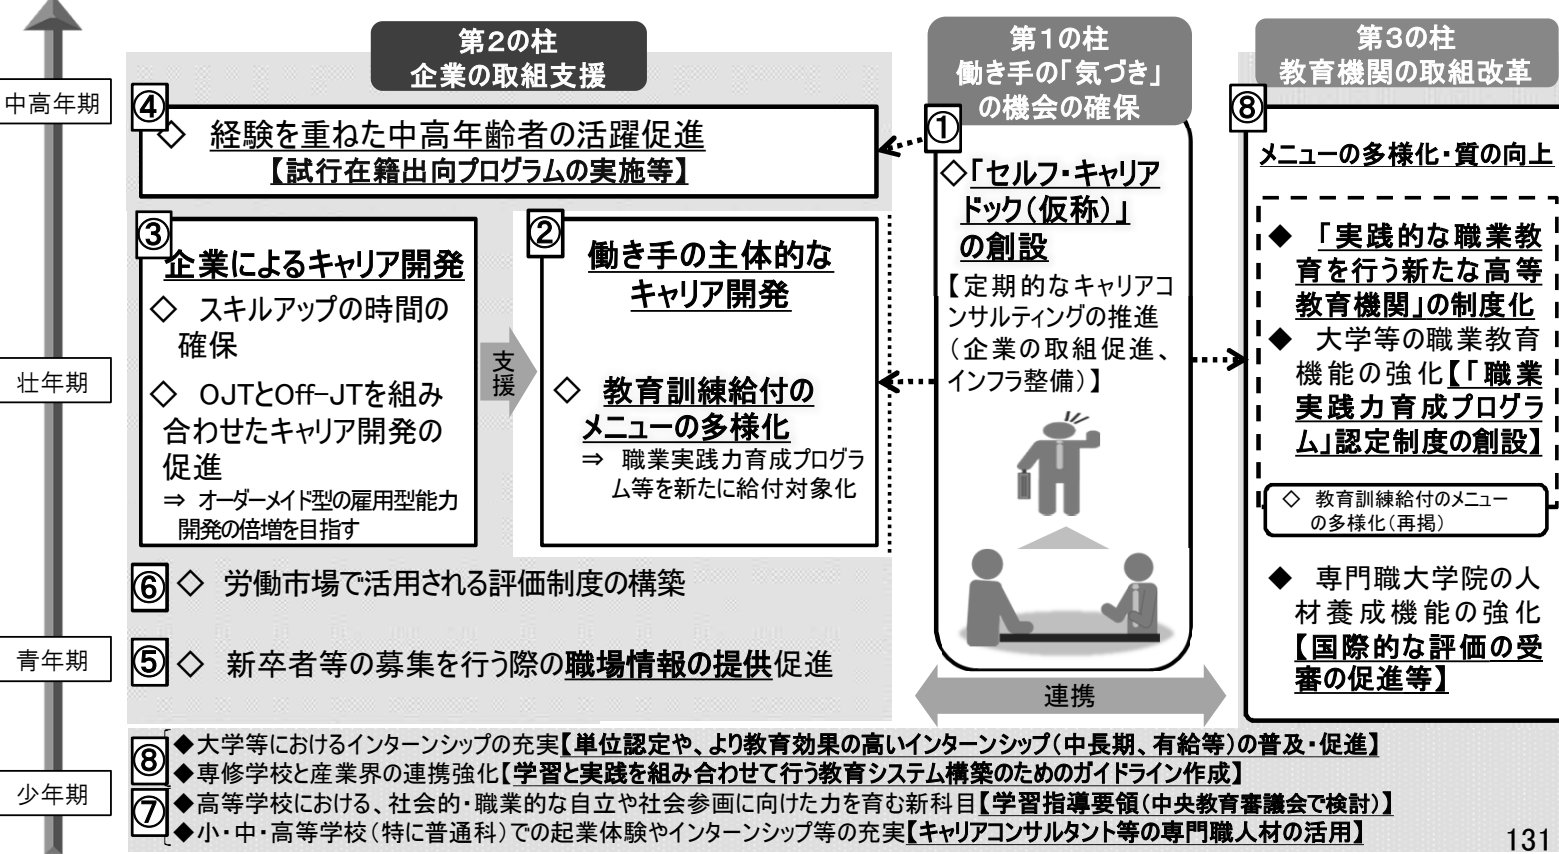 中高年期
壮年期
青年期
少年期
第2の柱
企業の取組支援
④
◇ 経験を重ねた中高年齢者の活躍促進
【試行在籍出向プログラムの実施等】
③
企業によるキャリア開発
◇ スキルアップの時間の
確保
◇ OJTとOff-JTを組み
合わせたキャリア開発の
促進
⇒ オーダーメイド型の雇用型能力
開発の倍増を目指す
支援
②
働き手の主体的な
キャリア開発
◇ 教育訓練給付の
メニューの多様化
⇒ 職業実践力育成プログラ
ム等を新たに給付対象化
⑥ ◇ 労働市場で活用される評価制度の構築
⑤ ◇ 新卒者等の募集を行う際の職場情報の提供促進
第1の柱
働き手の「気づき」
の機会の確保
①
◇「セルフ・キャリア
ドック（仮称）」
の創設
【定期的なキャリアコ
ンサルティングの推進
（企業の取組促進、
インフラ整備）】
連携
第3の柱
教育機関の取組改革
⑧
メニューの多様化・質の向上
◆ 「実践的な職業教
育を行う新たな高等
教育機関」の制度化
◆ 大学等の職業教育
機能の強化【「職業
実践力育成プログラ
ム」認定制度の創設】
◇ 教育訓練給付のメニュー
の多様化（再掲）
◆ 専門職大学院の人
材養成機能の強化
【国際的な評価の受
審の促進等】
⑧
◆大学等におけるインターンシップの充実【単位認定や、より教育効果の高いインターンシップ（中長期、有給等）の普及・促進】
◆専修学校と産業界の連携強化【学習と実践を組み合わせて行う教育システム構築のためのガイドライン作成】
⑦
◆高等学校における、社会的・職業的な自立や社会参画に向けた力を育む新科目【学習指導要領（中央教育審議会で検討）】
◆小・中・高等学校（特に普通科）での起業体験やインターンシップ等の充実【キャリアコンサルタント等の専門職人材の活用】
131